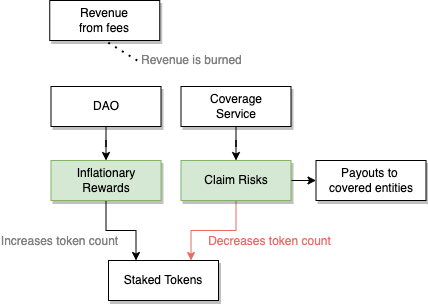 Revenue
from fees
Revenue is burned
DAO
Coverage
Service
Inflationary
Rewards
Claim Risks
Payouts to
covered entities
Increases token count
Decreases token count
Staked Tokens